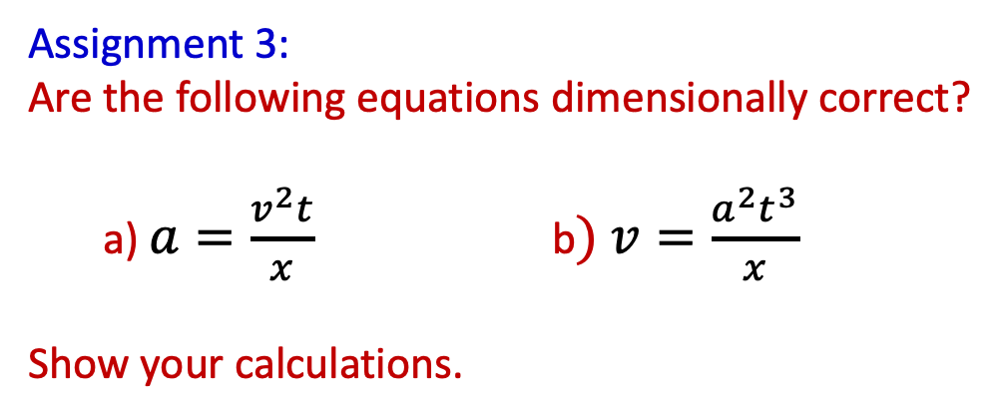 Assignment 3:
Are the following equations dimensionally correct?
a) a = v²t / x b) v = a²t³ / x
Show your calculations.